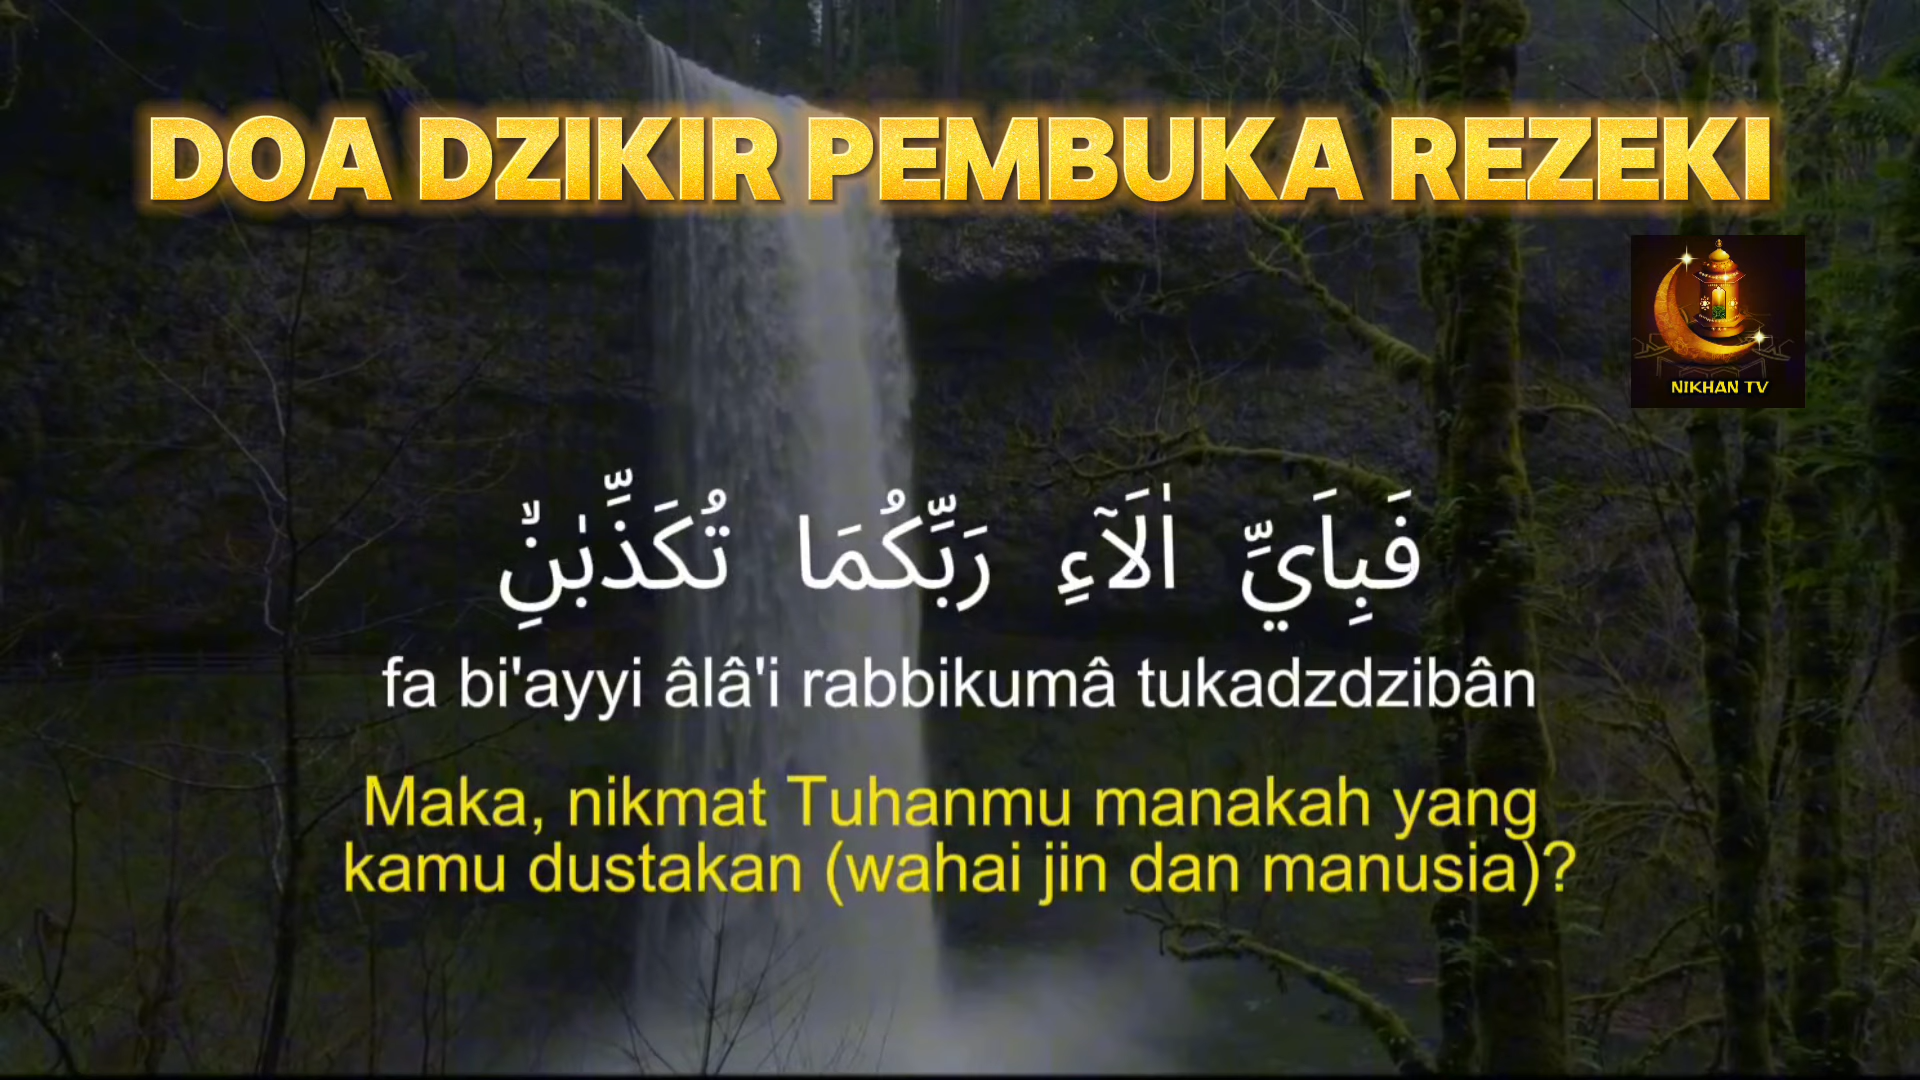 DOA DZIKIR PEMBUKA REZEKI
NIKHAN TV
فَبِاَيِّ اٰلَاۤءِ رَبِّكُمَا تُكَذِّبٰنِۙ
fa bi'ayyi âlâ'i rabbikumâ tukadzdzibân
Maka, nikmat Tuhanmu manakah yang
kamu dustakan (wahai jin dan manusia)?